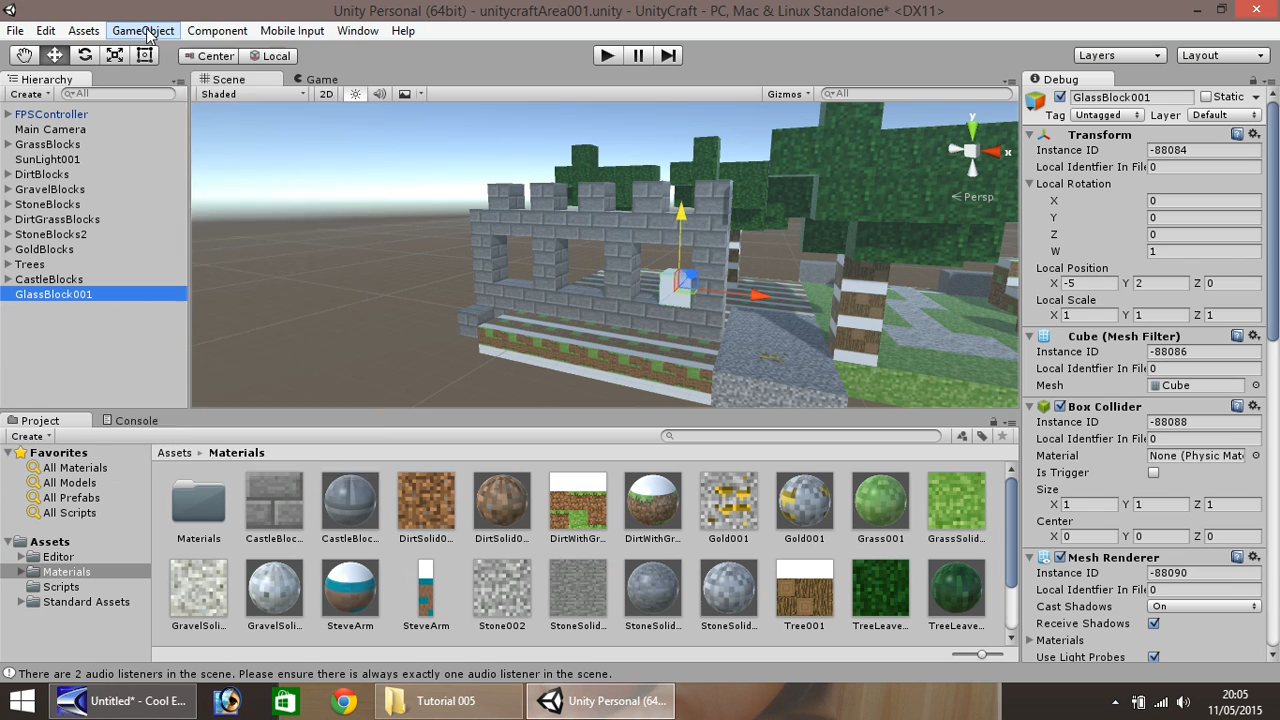 Unity Personal (64bit) - unitycraftArea001.unity - UnityCraft - PC, Mac & Linux Standalone* <DX11>
File Edit Assets GameObject Component Mobile Input Window Help
Center Local Layers Layout
Hierarchy
Create All
FPSController
Main Camera
GrassBlocks
SunLight001
DirtBlocks
GravelBlocks
StoneBlocks
DirtGrassBlocks
StoneBlocks2
GoldBlocks
Trees
CastleBlocks
GlassBlock001
Scene Game
Shaded 2D Gizmos All
y
x
Persp
Debug
GlassBlock001 Static
Tag Untagged Layer Default
Transform
Instance ID -88084
Local Identfier In File 0
Local Rotation
X 0
Y 0
Z 0
W 1
Local Position
X -5 Y 2 Z 0
Local Scale
X 1 Y 1 Z 1
Cube (Mesh Filter)
Instance ID -88086
Local Identfier In File 0
Mesh Cube
Box Collider
Instance ID -88088
Local Identfier In File 0
Material None (Physic Mate
Is Trigger
Size
X 1 Y 1 Z 1
Center
X 0 Y 0 Z 0
Mesh Renderer
Instance ID -88090
Local Identfier In File 0
Cast Shadows On
Receive Shadows
Materials
Use Light Probes
Project Console
Create
Favorites
All Materials
All Models
All Prefabs
All Scripts
Assets
Editor
Materials
Scripts
Standard Assets
Assets ▸ Materials
Materials CastleBloc... CastleBloc... DirtSolid0... DirtSolid0... DirtWithGr... DirtWithGr... Gold001 Gold001 Grass001 GrassSolid...
GravelSoli... GravelSoli... SteveArm SteveArm Stone002 StoneSolid... StoneSolid... StoneSolid... Tree001 TreeLeave... TreeLeave...
There are 2 audio listeners in the scene. Please ensure there is always exactly one audio listener in the scene.
Untitled* - Cool E... Tutorial 005 Unity Personal (64...
20:05
11/05/2015